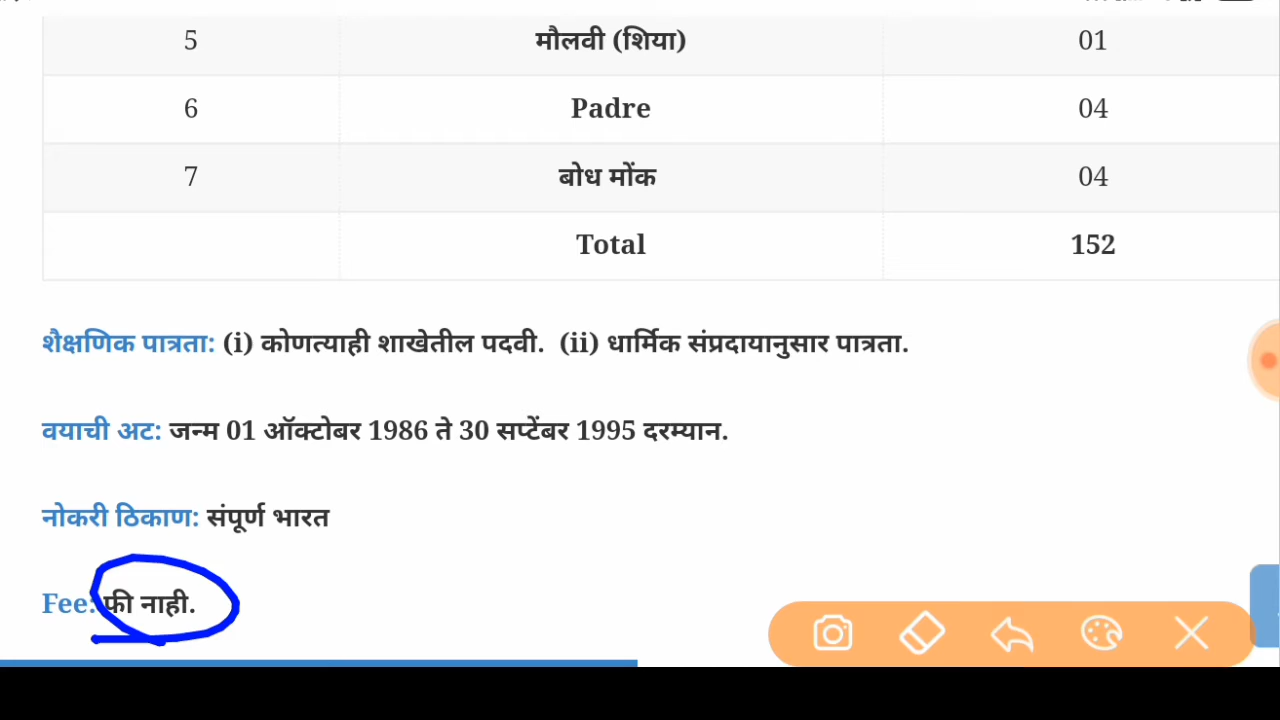 5 मौलवी (शिया) 01
6 Padre 04
7 बोध मोंक 04
Total 152
शैक्षणिक पात्रता: (i) कोणत्याही शाखेतील पदवी. (ii) धार्मिक संप्रदायानुसार पात्रता.
वयाची अट: जन्म 01 ऑक्टोबर 1986 ते 30 सप्टेंबर 1995 दरम्यान.
नोकरी ठिकाण: संपूर्ण भारत
Fee: फी नाही.